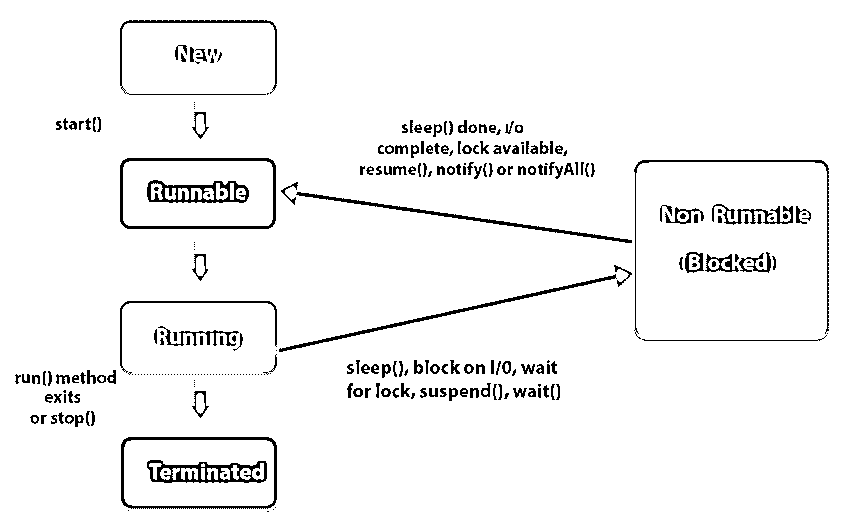 New
start()
sleep() done, i/o
complete, lock available,
resume(), notify() or notifyAll()
Runnable
Non Runnable
(Blocked)
Running
sleep(), block on I/0, wait
for lock, suspend(), wait()
run() method
exits
or stop()
Terminated